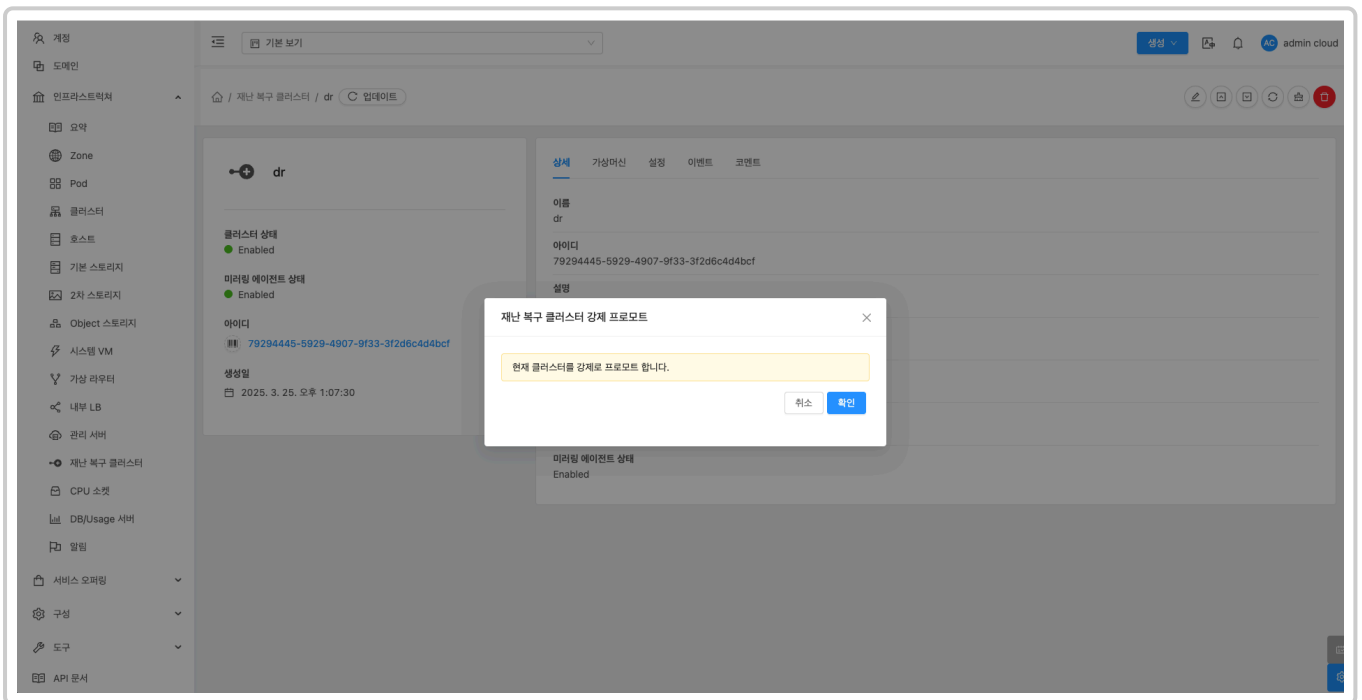 계정
도메인
인프라스트럭쳐
요약
Zone
Pod
클러스터
호스트
기본 스토리지
2차 스토리지
Object 스토리지
시스템 VM
가상 라우터
내부 LB
관리 서버
재난 복구 클러스터
CPU 소켓
DB/Usage 서버
알림
서비스 오퍼링
구성
도구
API 문서
기본 보기
생성
AC admin cloud
/ 재난 복구 클러스터 / dr 업데이트
dr
클러스터 상태
Enabled
미러링 에이전트 상태
Enabled
아이디
79294445-5929-4907-9f33-3f2d6c4d4bcf
생성일
2025. 3. 25. 오후 1:07:30
상세 가상머신 설정 이벤트 코멘트
이름
dr
아이디
79294445-5929-4907-9f33-3f2d6c4d4bcf
설명
재난 복구 클러스터 강제 프로모트
현재 클러스터를 강제로 프로모트 합니다.
취소 확인
미러링 에이전트 상태
Enabled